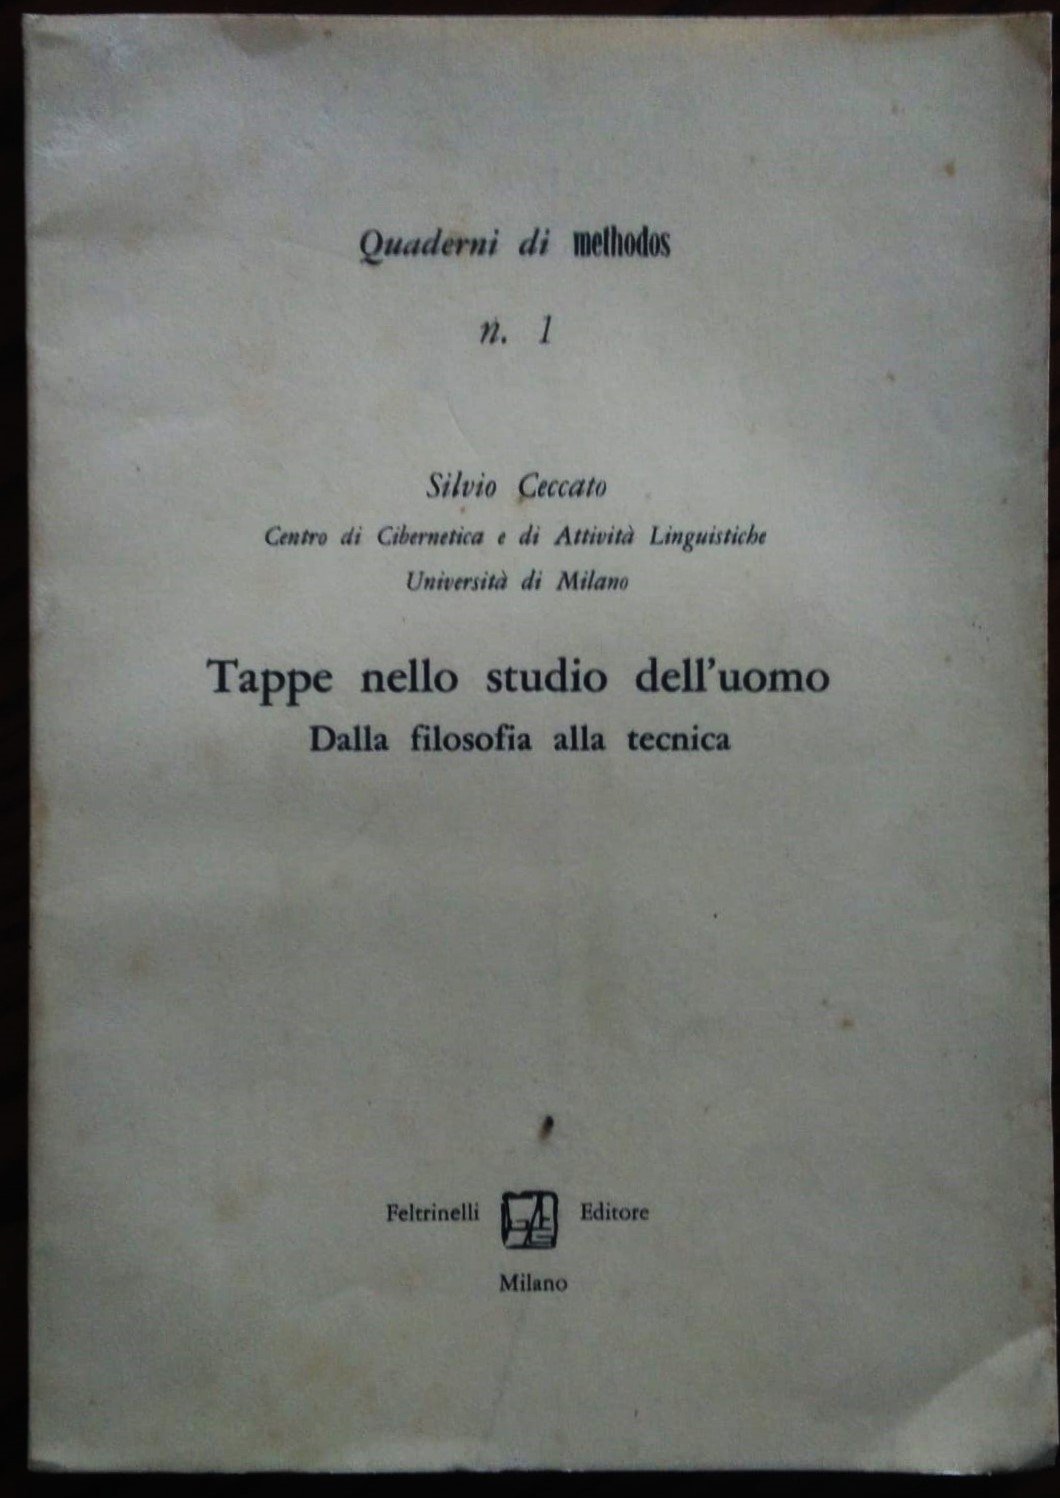 Quaderni di methodos
n. 1
Silvio Ceccato
Centro di Cibernetica e di Attività Linguistiche
Università di Milano
Tappe nello studio dell'uomo
Dalla filosofia alla tecnica
Feltrinelli Editore
Milano